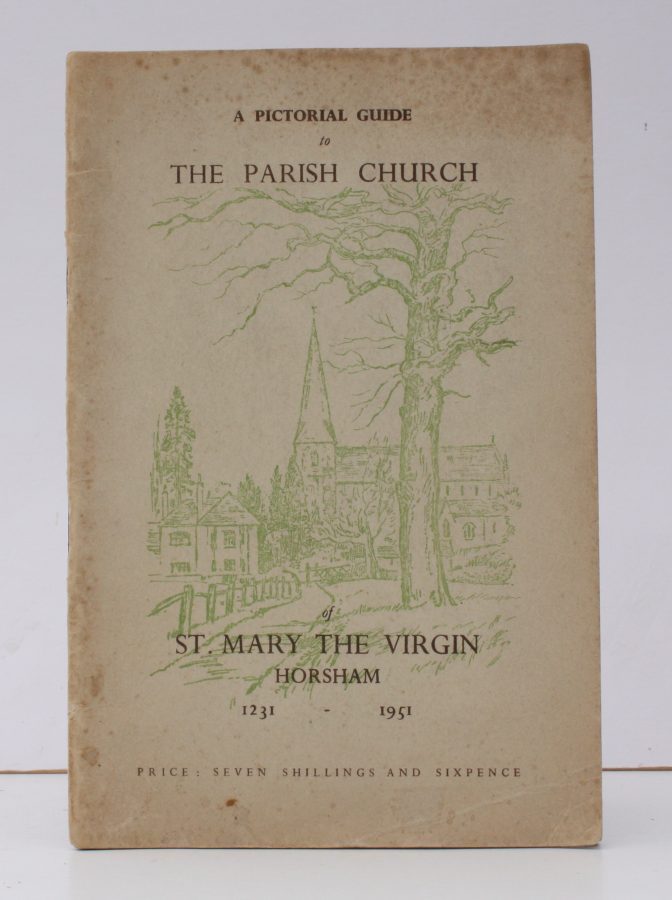 A PICTORIAL GUIDE
to
THE PARISH CHURCH
of
ST. MARY THE VIRGIN
HORSHAM
1231 - 1951
PRICE: SEVEN SHILLINGS AND SIXPENCE